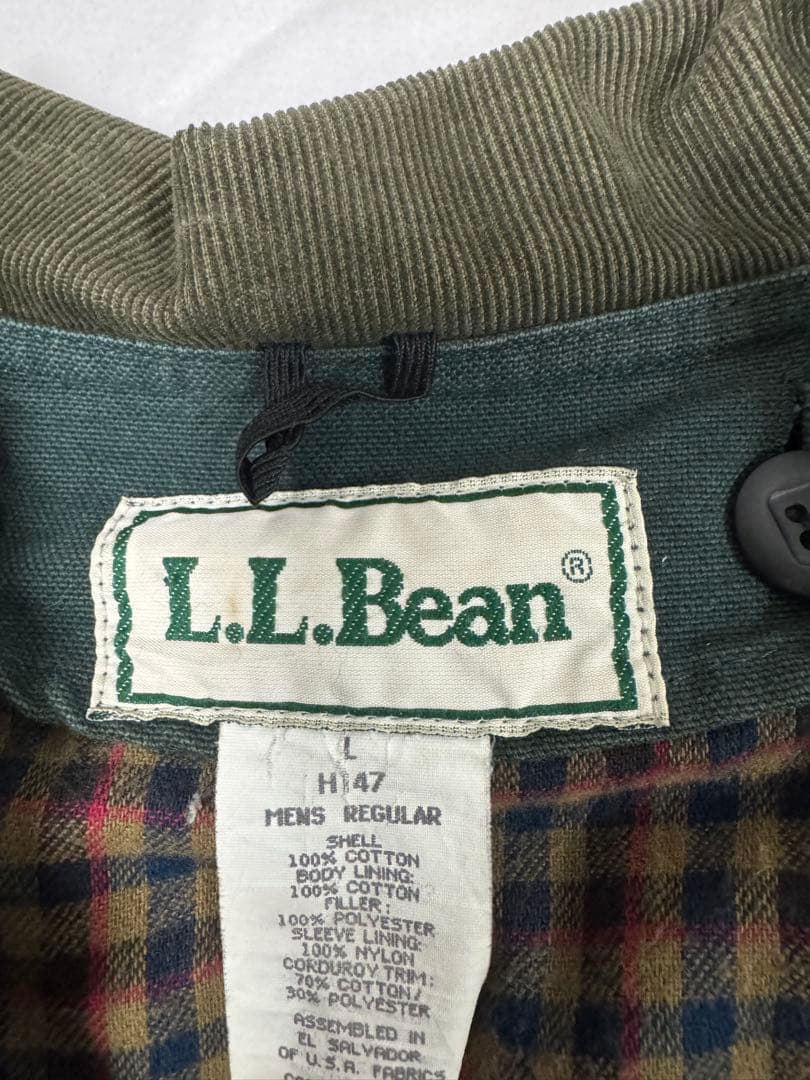 L.L.Bean®
L
H 47
MENS REGULAR
SHELL
100% COTTON
BODY LINING:
100% COTTON
FILLER:
100% POLYESTER
SLEEVE LINING:
100% NYLON
CORDUROY TRIM:
70% COTTON/
30% POLYESTER
ASSEMBLED IN
EL SALVADOR
OF U.S.A. FABRICS